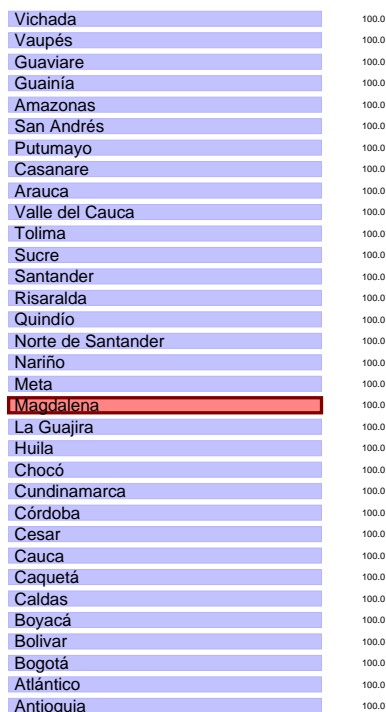 Vichada 100.0
Vaupés 100.0
Guaviare 100.0
Guainía 100.0
Amazonas 100.0
San Andrés 100.0
Putumayo 100.0
Casanare 100.0
Arauca 100.0
Valle del Cauca 100.0
Tolima 100.0
Sucre 100.0
Santander 100.0
Risaralda 100.0
Quindío 100.0
Norte de Santander 100.0
Nariño 100.0
Meta 100.0
Magdalena 100.0
La Guajira 100.0
Huila 100.0
Chocó 100.0
Cundinamarca 100.0
Córdoba 100.0
Cesar 100.0
Cauca 100.0
Caquetá 100.0
Caldas 100.0
Boyacá 100.0
Bolivar 100.0
Bogotá 100.0
Atlántico 100.0
Antioquia 100.0